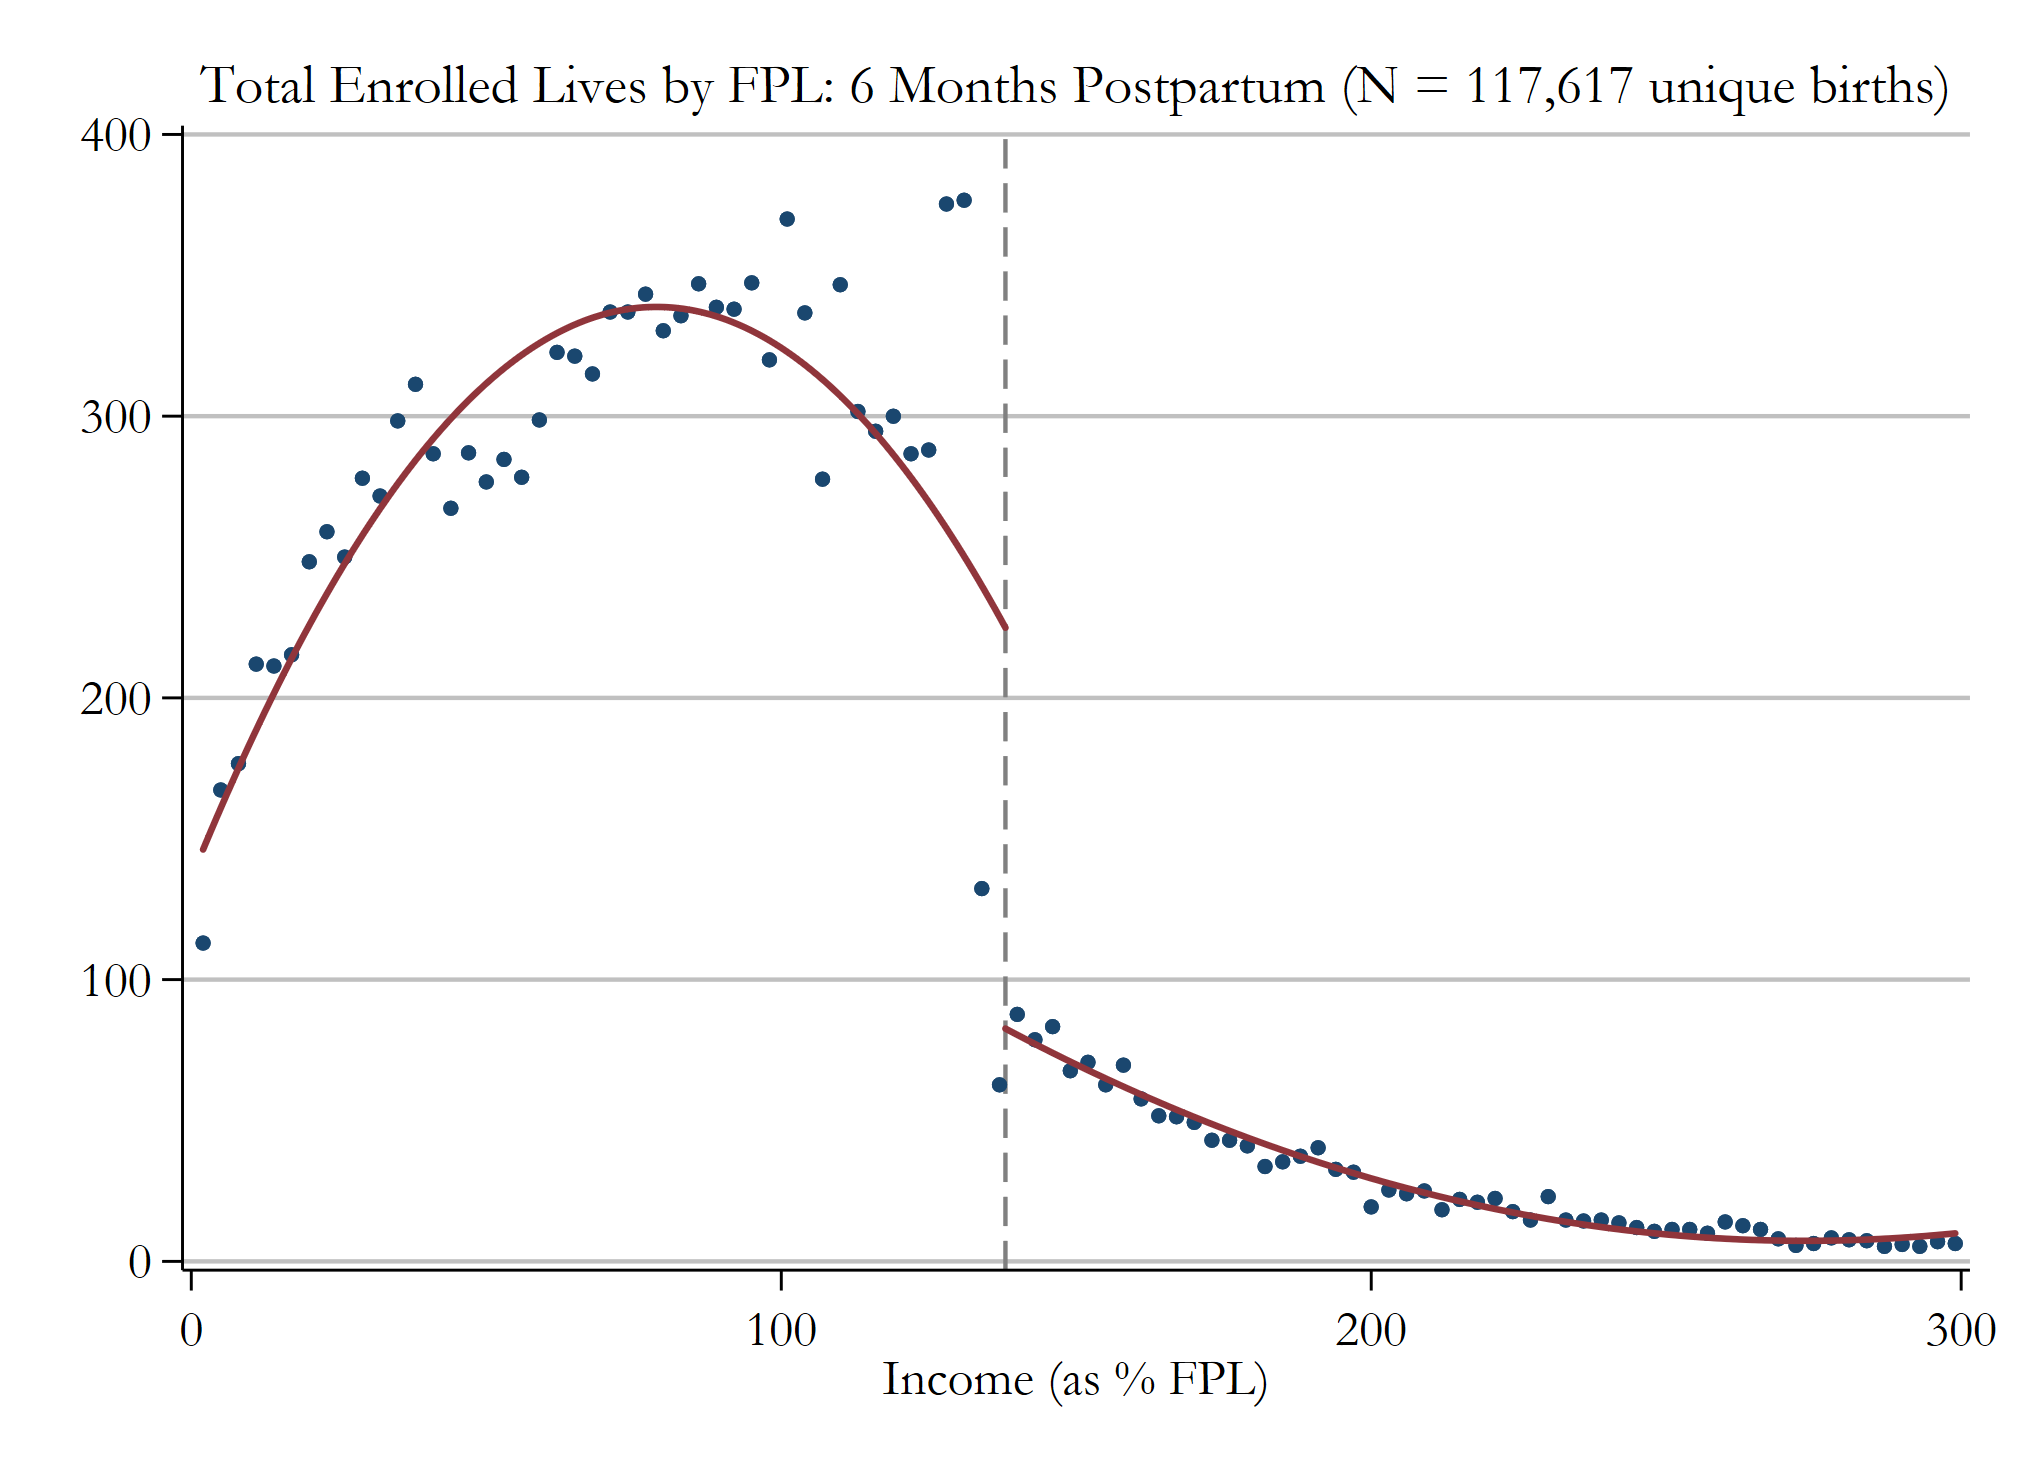 Total Enrolled Lives by FPL: 6 Months Postpartum (N = 117,617 unique births)
400
300
200
100
0
0 100 200 300
Income (as % FPL)